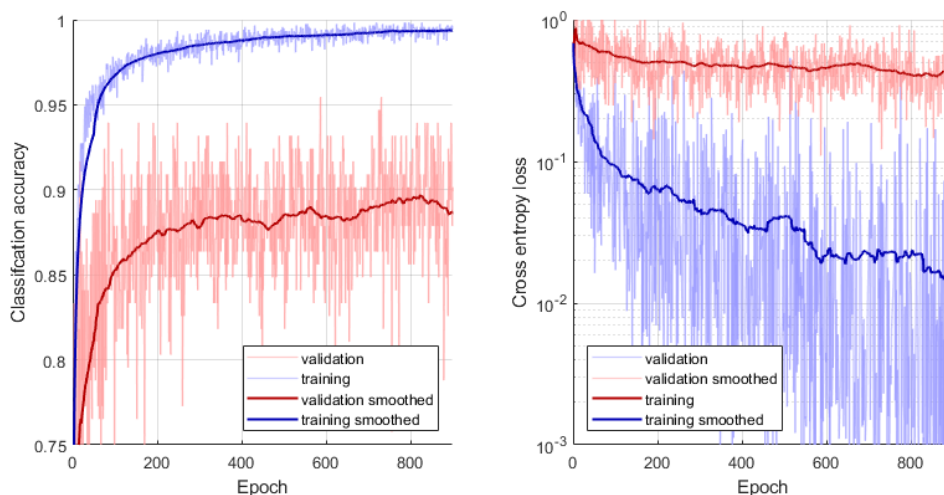 Classifcation accuracy
1
0.95
0.9
0.85
0.8
0.75
0 200 400 600 800
Epoch
validation
training
validation smoothed
training smoothed
Cross entropy loss
10^0
10^-1
10^-2
10^-3
0 200 400 600 800
Epoch
validation
validation smoothed
training
training smoothed